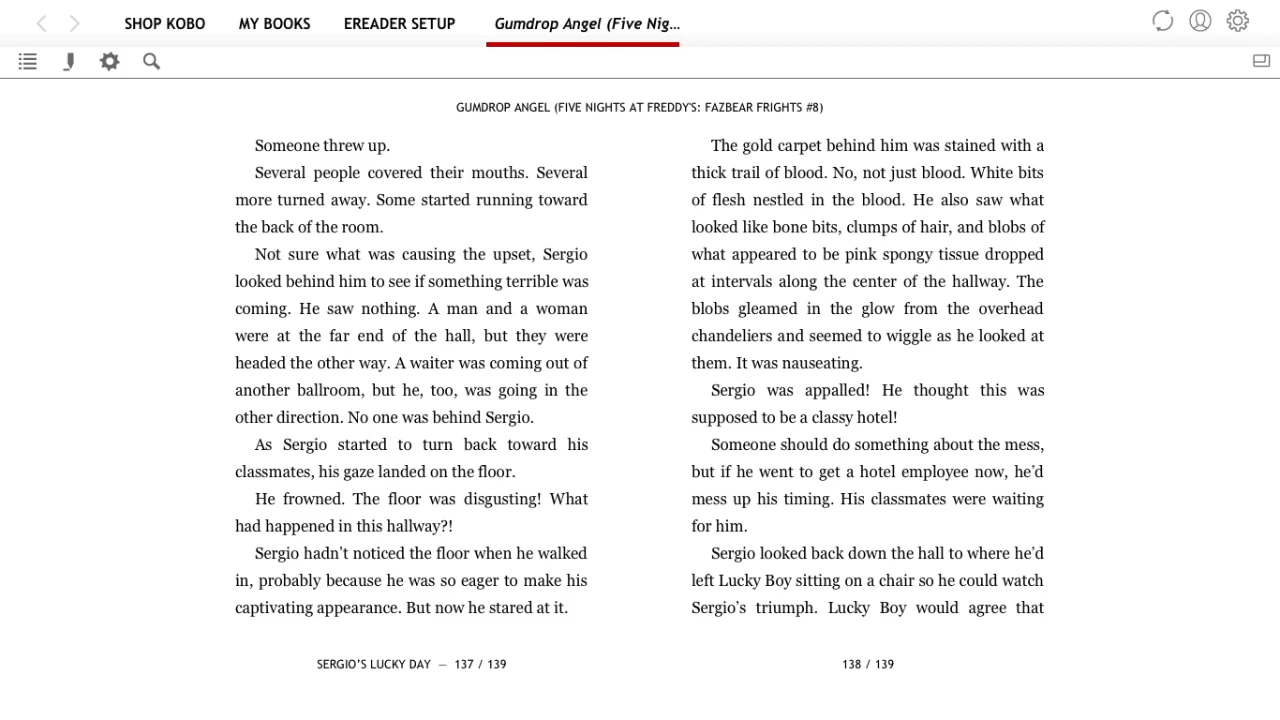 SHOP KOBO MY BOOKS EREADER SETUP Gumdrop Angel (Five Nig...
GUMDROP ANGEL (FIVE NIGHTS AT FREDDY'S: FAZBEAR FRIGHTS #8)
Someone threw up.
Several people covered their mouths. Several
more turned away. Some started running toward
the back of the room.
Not sure what was causing the upset, Sergio
looked behind him to see if something terrible was
coming. He saw nothing. A man and a woman
were at the far end of the hall, but they were
headed the other way. A waiter was coming out of
another ballroom, but he, too, was going in the
other direction. No one was behind Sergio.
As Sergio started to turn back toward his
classmates, his gaze landed on the floor.
He frowned. The floor was disgusting! What
had happened in this hallway?!
Sergio hadn't noticed the floor when he walked
in, probably because he was so eager to make his
captivating appearance. But now he stared at it.
SERGIO'S LUCKY DAY — 137 / 139
The gold carpet behind him was stained with a
thick trail of blood. No, not just blood. White bits
of flesh nestled in the blood. He also saw what
looked like bone bits, clumps of hair, and blobs of
what appeared to be pink spongy tissue dropped
at intervals along the center of the hallway. The
blobs gleamed in the glow from the overhead
chandeliers and seemed to wiggle as he looked at
them. It was nauseating.
Sergio was appalled! He thought this was
supposed to be a classy hotel!
Someone should do something about the mess,
but if he went to get a hotel employee now, he'd
mess up his timing. His classmates were waiting
for him.
Sergio looked back down the hall to where he'd
left Lucky Boy sitting on a chair so he could watch
Sergio's triumph. Lucky Boy would agree that
138 / 139